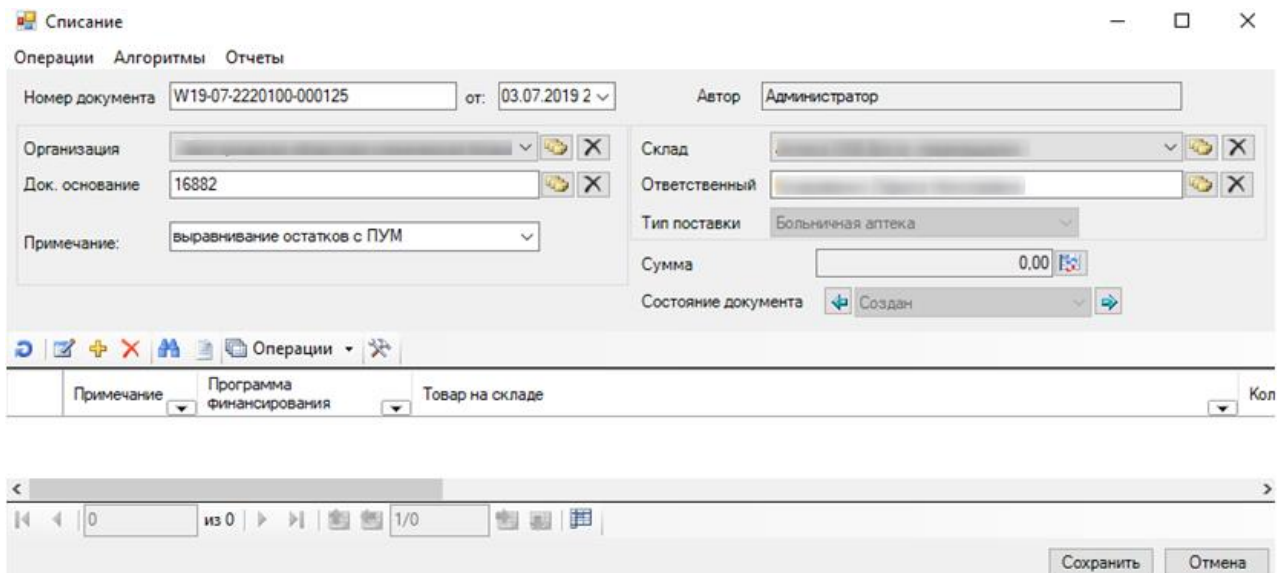 Списание
Операции Алгоритмы Отчеты
Номер документа W19-07-2220100-000125 от: 03.07.2019 2 Автор Администратор
Организация Склад
Док. основание 16882 Ответственный
Примечание: выравнивание остатков с ПУМ Тип поставки Больничная аптека
Сумма 0,00
Состояние документа Создан
Операции
Примечание Программа финансирования Товар на складе Кол
0 из 0 1/0
Сохранить Отмена